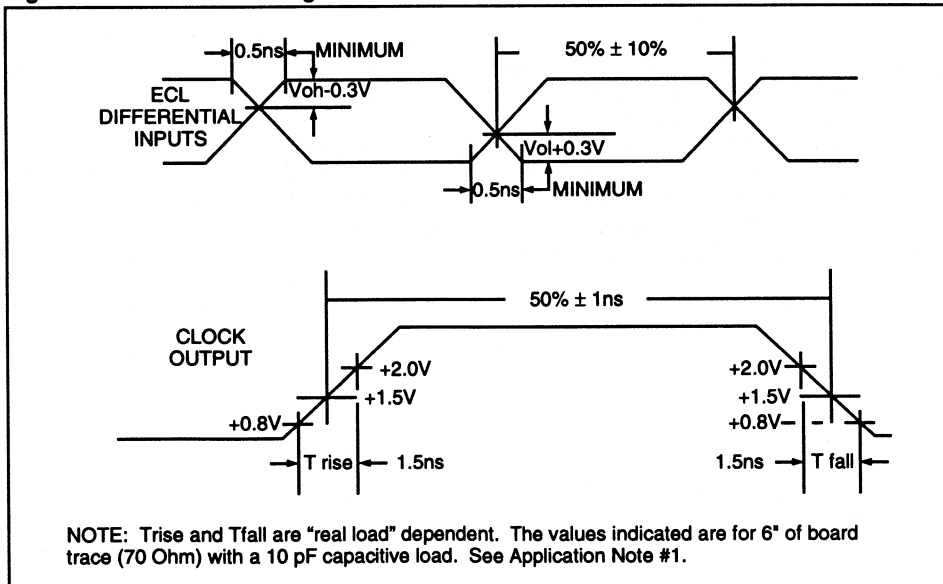 0.5ns MINIMUM 50% ± 10%
Voh-0.3V
ECL
DIFFERENTIAL
INPUTS
Vol+0.3V
0.5ns MINIMUM
50% ± 1ns
CLOCK
OUTPUT
+2.0V +2.0V
+1.5V +1.5V
+0.8V +0.8V
T rise 1.5ns 1.5ns T fall
NOTE: Trise and Tfall are "real load" dependent. The values indicated are for 6" of board
trace (70 Ohm) with a 10 pF capacitive load. See Application Note #1.